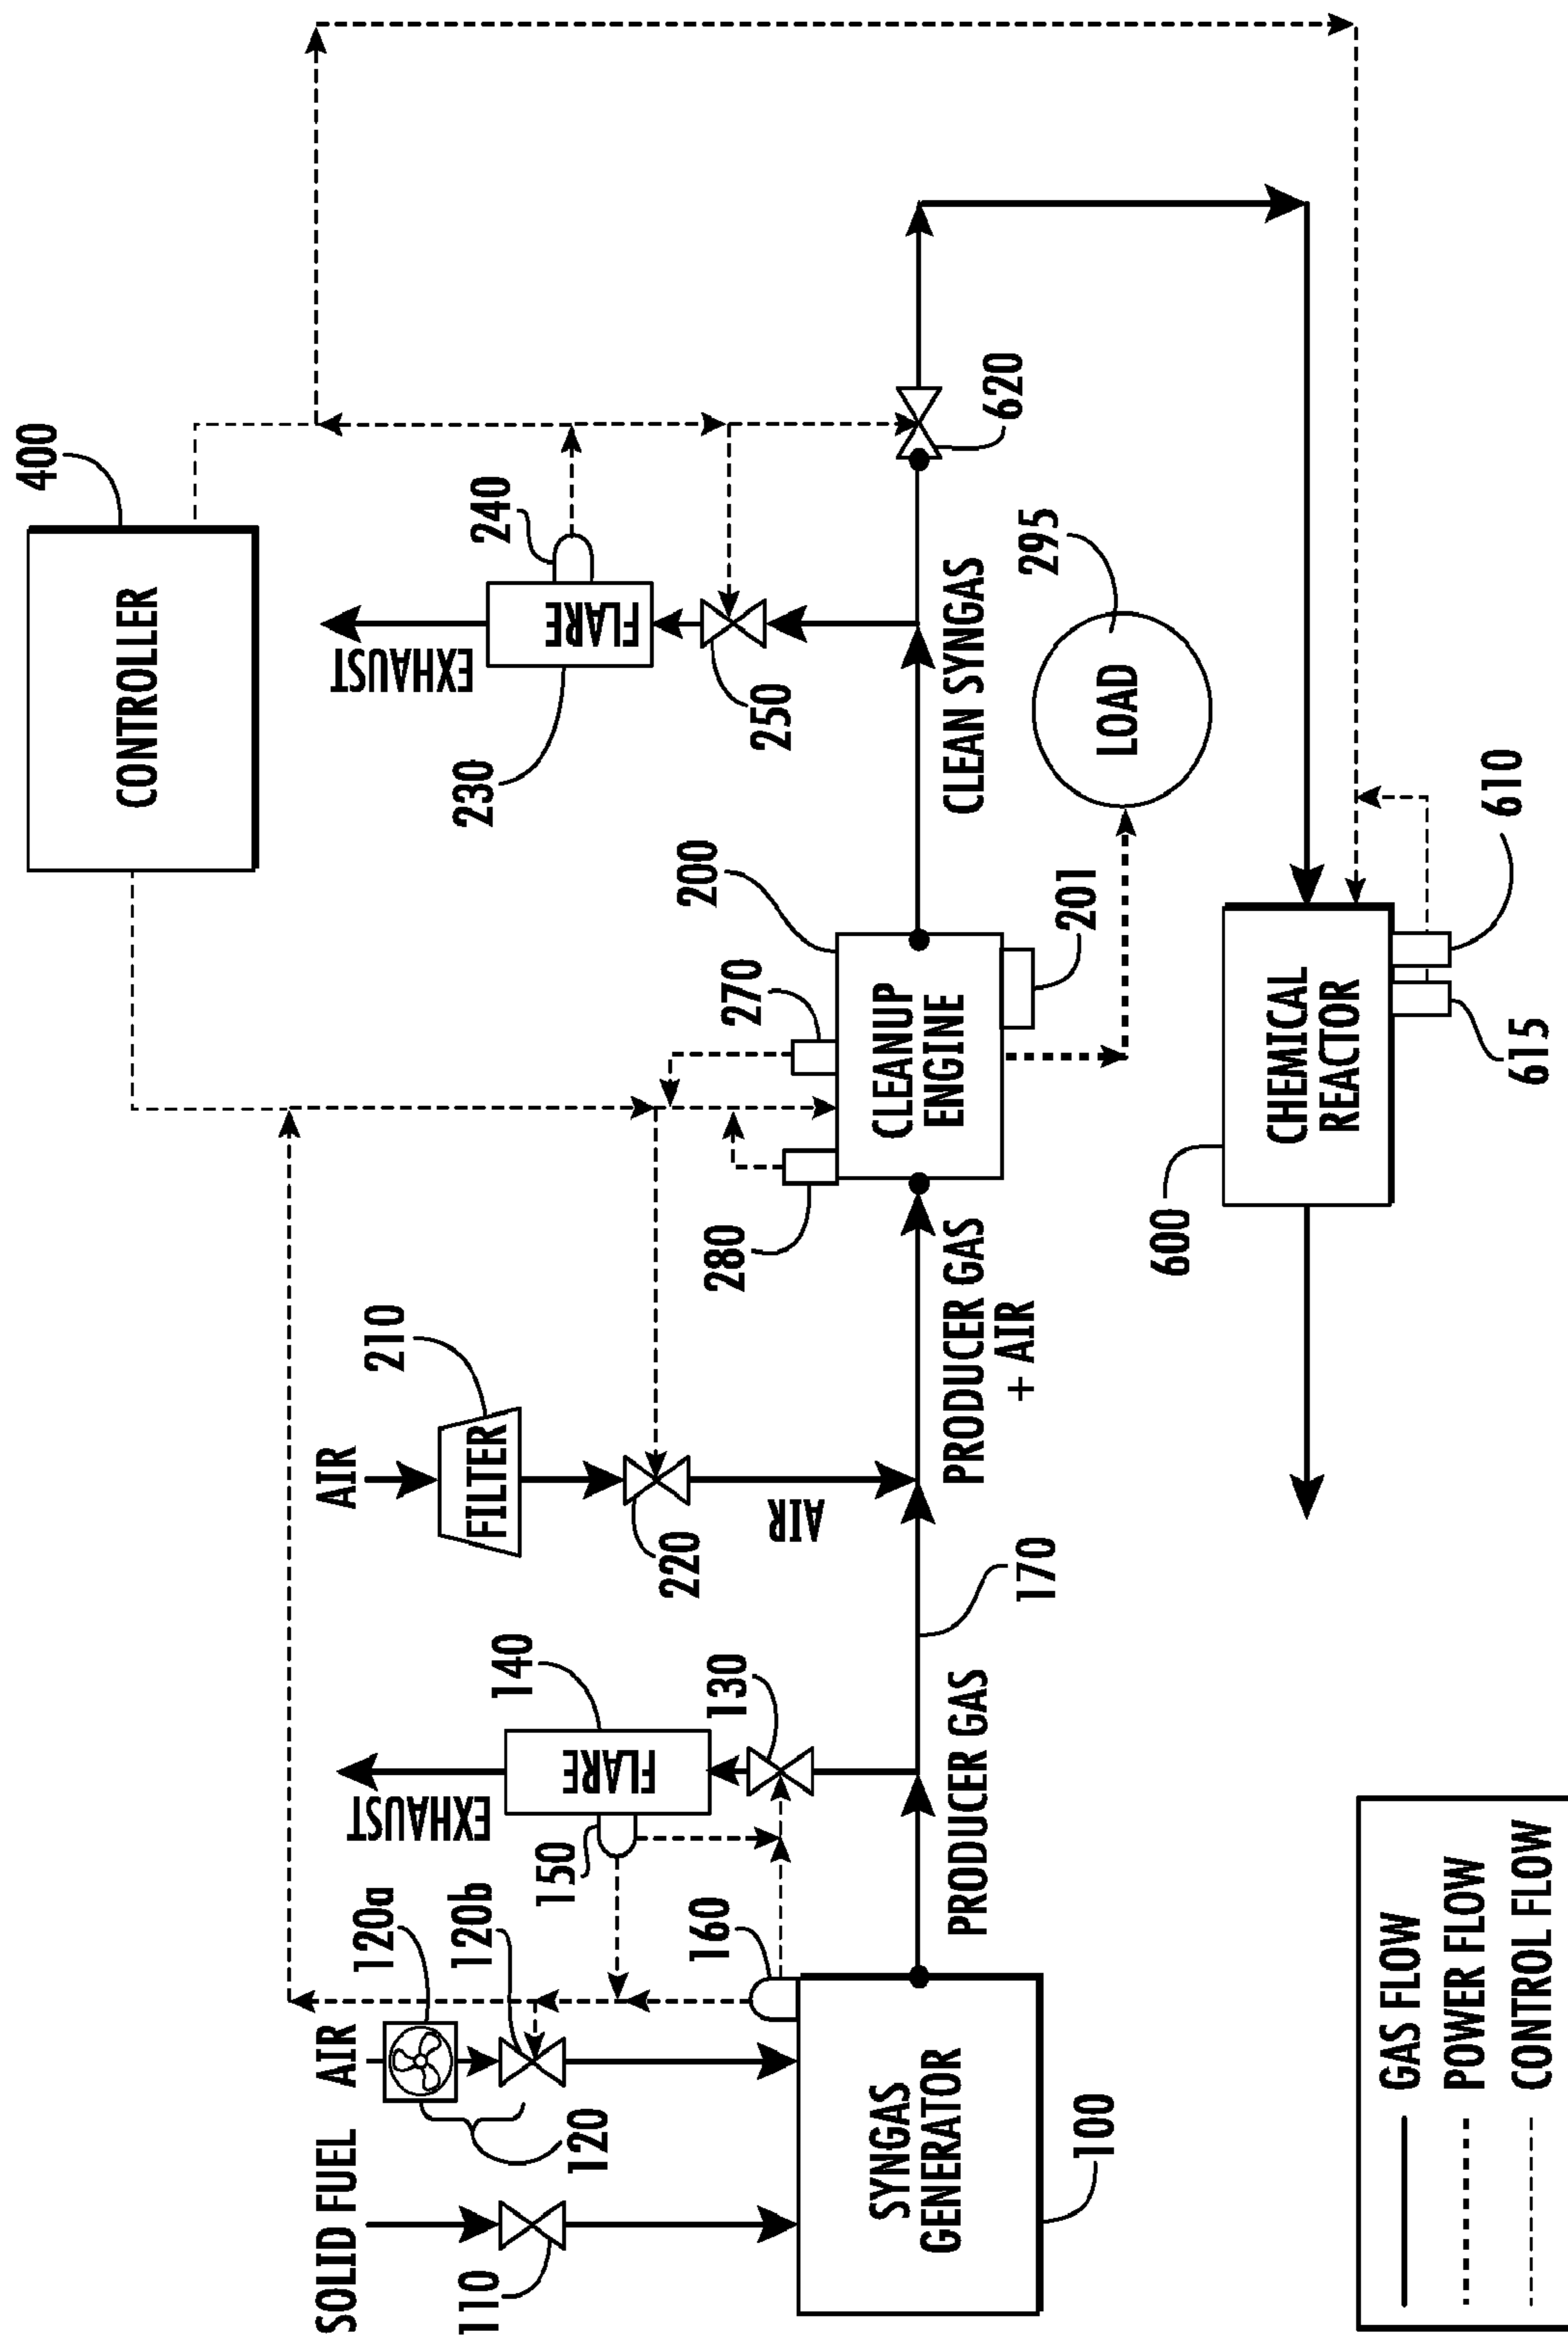 400
CONTROLLER
EXHAUST
FLARE
240
230
250
620
CLEAN SYNGAS
295
LOAD
200
270
280
CLEANUP
ENGINE
201
AIR
210
FILTER
220
AIR
PRODUCER GAS
+ AIR
170
EXHAUST
FLARE
140
150
130
160
PRODUCER GAS
SOLID FUEL
AIR
120a
120b
120
110
SYNGAS
GENERATOR
100
CHEMICAL
REACTOR
600
610
615
GAS FLOW
POWER FLOW
CONTROL FLOW